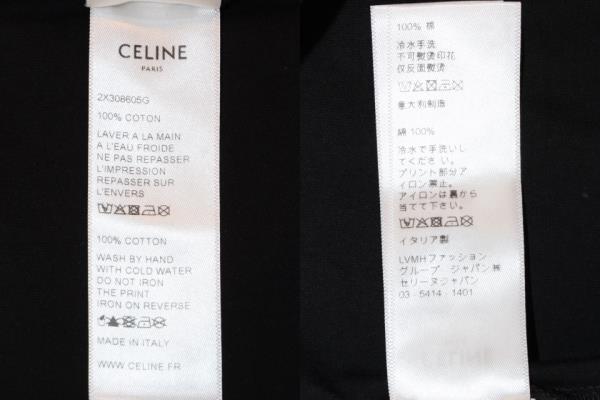 CELINE
PARIS
2X308605G
100% COTON
LAVER A LA MAIN
A L'EAU FROIDE
NE PAS REPASSER
L'IMPRESSION
REPASSER SUR
L'ENVERS
100% COTTON
WASH BY HAND
WITH COLD WATER
DO NOT IRON
THE PRINT
IRON ON REVERSE
MADE IN ITALY
WWW.CELINE.FR
100% 棉
冷水手洗
不可熨烫印花
仅反面熨烫
意大利制造
綿 100%
冷水で手洗いし
てください。
プリント部分ア
イロン禁止。
アイロンは裏から
当てて下さい。
イタリア製
LVMHファッション
グループ ジャパン㈱
セリーヌジャパン
03-5414-1401